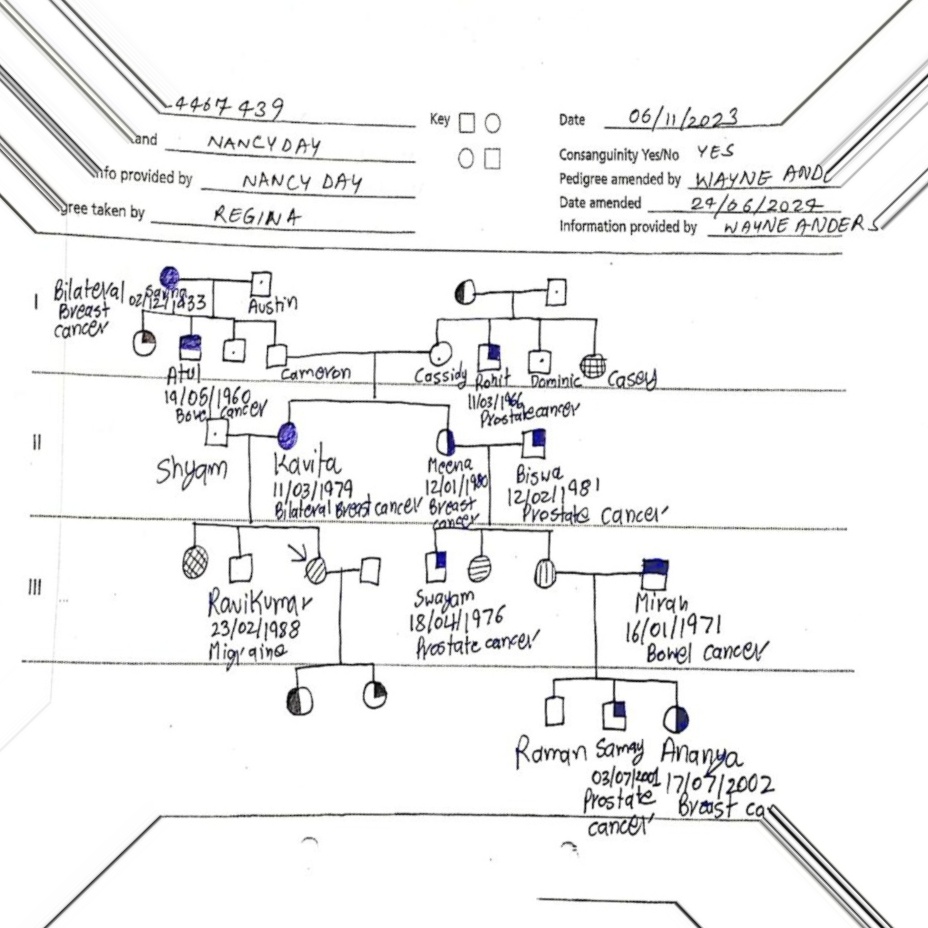 4467439
and NANCY DAY
nfo provided by NANCY DAY
gree taken by REGINA
Key
Date 06/11/2023
Consanguinity Yes/No YES
Pedigree amended by WAYNE AND
Date amended 24/06/2024
Information provided by WAYNE ANDERS
I
Bilateral
Breast
cancer
Austin
Atul
19/05/1960
Bowel cancer
Cameron
Cassidy
Rohit
11/03/1966
Prostate cancer
Dominic
Casey
II
Shyam
Kavita
11/03/1979
Bilateral Breast cancer
Meena
12/01/1980
Breast
cancer
Biswa
12/02/1981
Prostate cancer
III
RaviKumar
23/02/1988
Migraine
Swayam
18/04/1976
Prostate cancer
Mirah
16/01/1971
Bowel cancer
Raman
Samay
03/07/2001
Prostate
cancer
Ananya
17/07/2002
Breast ca